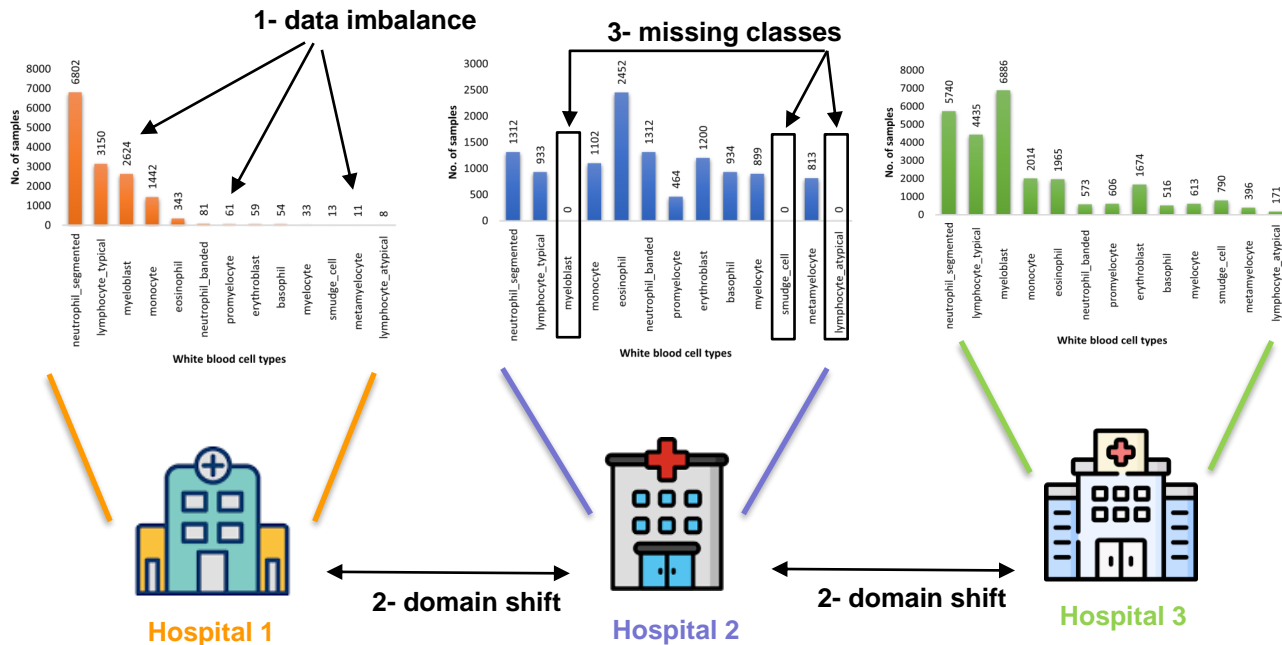 1- data imbalance
3- missing classes
No. of samples
8000
7000
6000
5000
4000
3000
2000
1000
0
6802
3150
2624
1442
343
81
61
59
54
33
13
11
8
neutrophil_segmented
lymphocyte_typical
myeloblast
monocyte
eosinophil
neutrophil_banded
promyelocyte
erythroblast
basophil
myelocyte
smudge_cell
metamyelocyte
lymphocyte_atypical
White blood cell types
No. of samples
3000
2500
2000
1500
1000
500
0
1312
933
0
1102
2452
1312
464
1200
934
899
0
813
0
neutrophil_segmented
lymphocyte_typical
myeloblast
monocyte
eosinophil
neutrophil_banded
promyelocyte
erythroblast
basophil
myelocyte
smudge_cell
metamyelocyte
lymphocyte_atypical
White blood cell types
No. of samples
8000
7000
6000
5000
4000
3000
2000
1000
0
5740
4435
6886
2014
1965
573
606
1674
516
613
790
396
171
neutrophil_segmented
lymphocyte_typical
myeloblast
monocyte
eosinophil
neutrophil_banded
promyelocyte
erythroblast
basophil
myelocyte
smudge_cell
metamyelocyte
lymphocyte_atypical
White blood cell types
2- domain shift
2- domain shift
Hospital 1
Hospital 2
Hospital 3